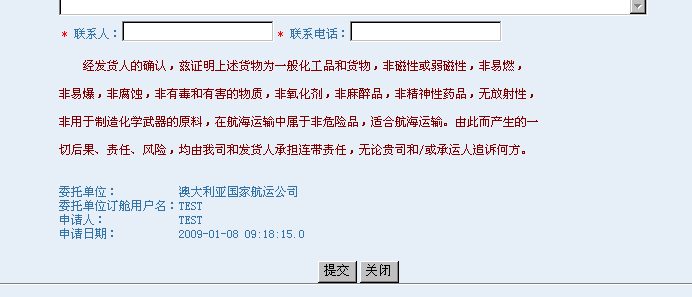 * 联系人： * 联系电话：
经发货人的确认，兹证明上述货物为一般化工品和货物，非磁性或弱磁性，非易燃，
非易爆，非腐蚀，非有毒和有害的物质，非氧化剂，非麻醉品，非精神性药品，无放射性，
非用于制造化学武器的原料，在航海运输中属于非危险品，适合航海运输。由此而产生的一
切后果、责任、风险，均由我司和发货人承担连带责任，无论贵司和/或承运人追诉何方。
委托单位： 澳大利亚国家航运公司
委托单位订舱用户名：TEST
申请人： TEST
申请日期： 2009-01-08 09:18:15.0
提交 关闭